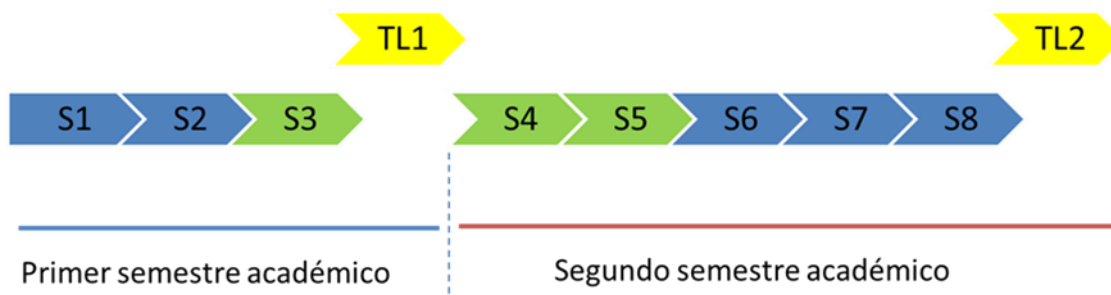 TL1
TL2
S1
S2
S3
S4
S5
S6
S7
S8
Primer semestre académico
Segundo semestre académico